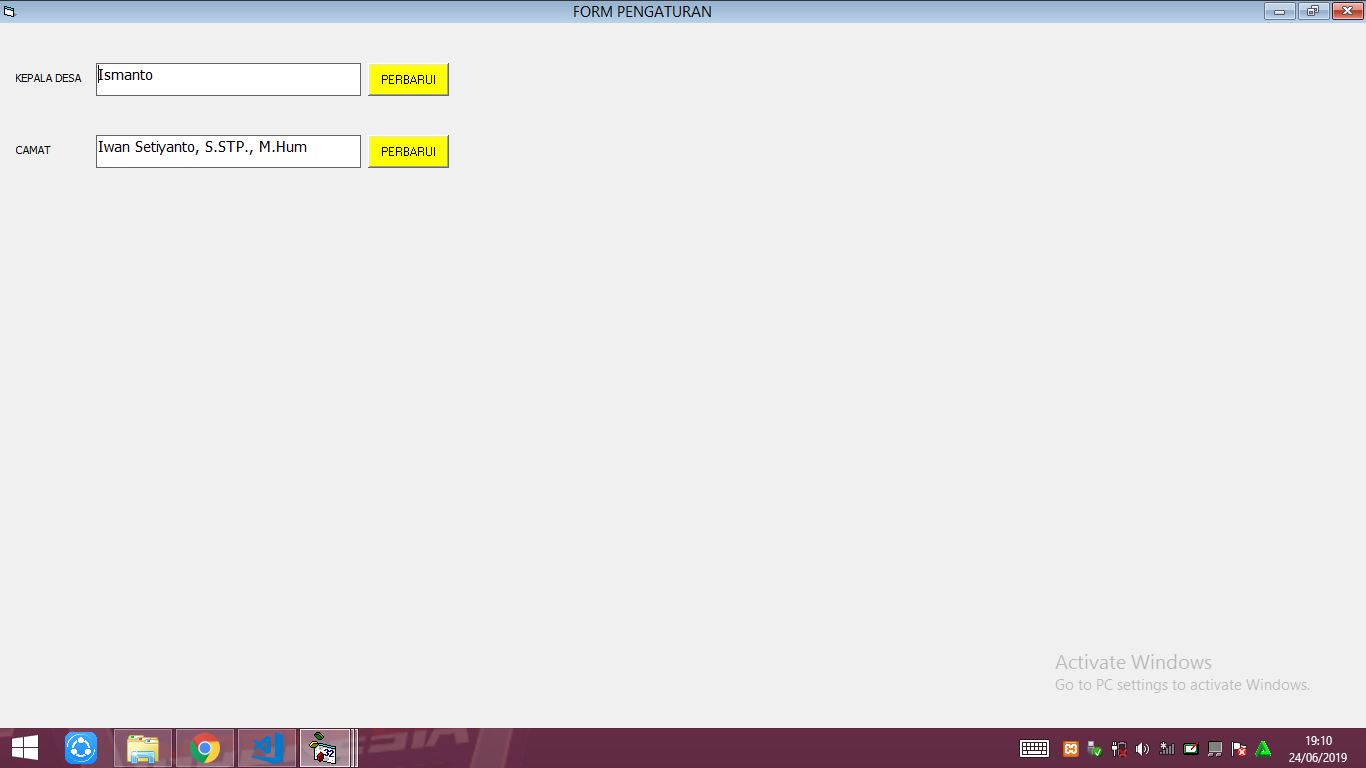 FORM PENGATURAN
KEPALA DESA Ismanto PERBARUI
CAMAT Iwan Setiyanto, S.STP., M.Hum PERBARUI
Activate Windows
Go to PC settings to activate Windows.
19:10
24/06/2019